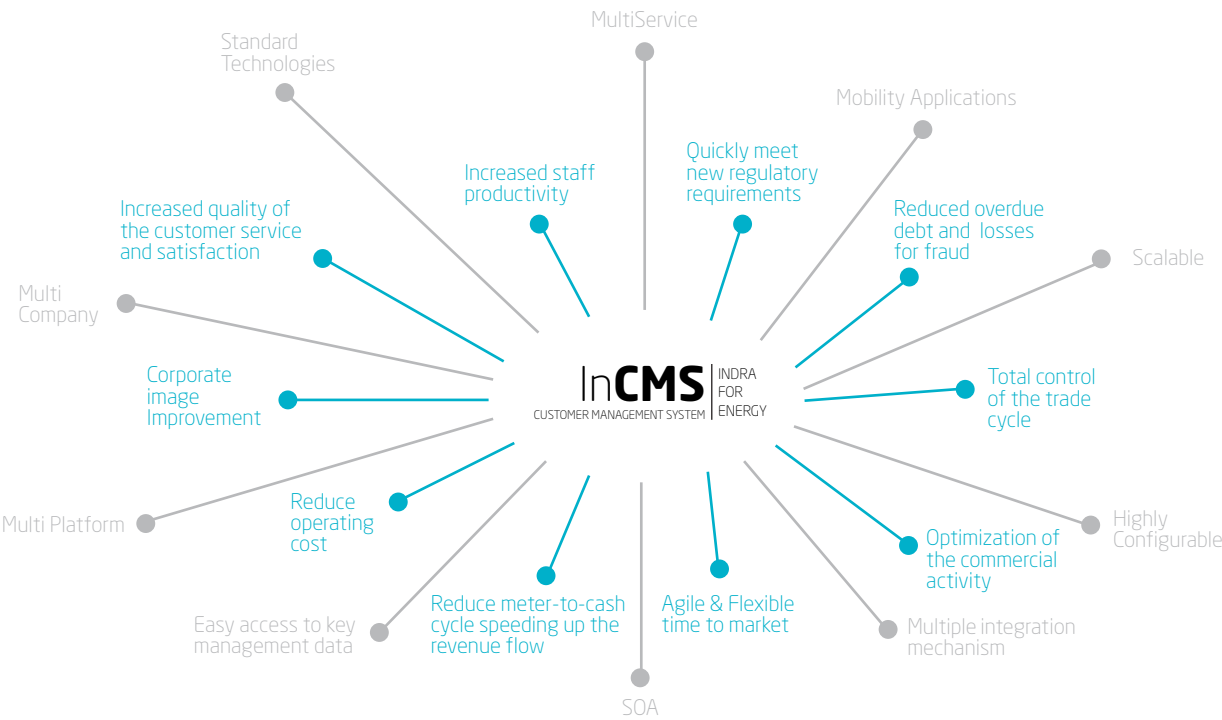 MultiService
Standard
Technologies
Mobility Applications
Increased staff
productivity
Quickly meet
new regulatory
requirements
Increased quality of
the customer service
and satisfaction
Reduced overdue
debt and losses
for fraud
Scalable
Multi
Company
InCMS
CUSTOMER MANAGEMENT SYSTEM
INDRA
FOR
ENERGY
Corporate
image
Improvement
Total control
of the trade
cycle
Multi Platform
Reduce
operating
cost
Highly
Configurable
Optimization of
the commercial
activity
Easy access to key
management data
Reduce meter-to-cash
cycle speeding up the
revenue flow
Agile & Flexible
time to market
Multiple integration
mechanism
SOA